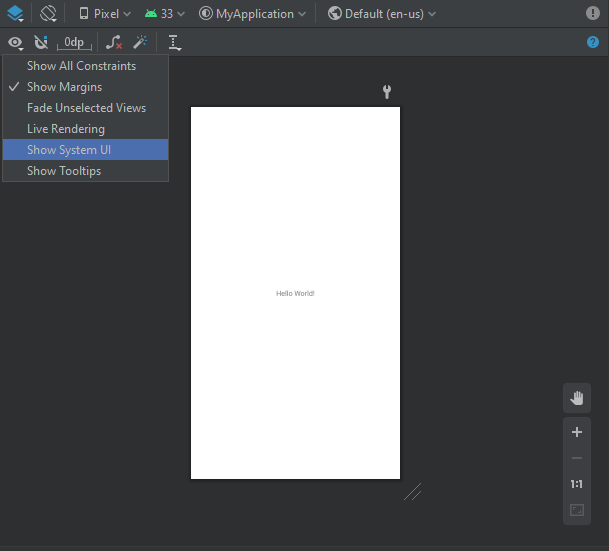 Pixel 33 MyApplication Default (en-us)
0dp
Show All Constraints
Show Margins
Fade Unselected Views
Live Rendering
Show System UI
Show Tooltips
Hello World!
1:1